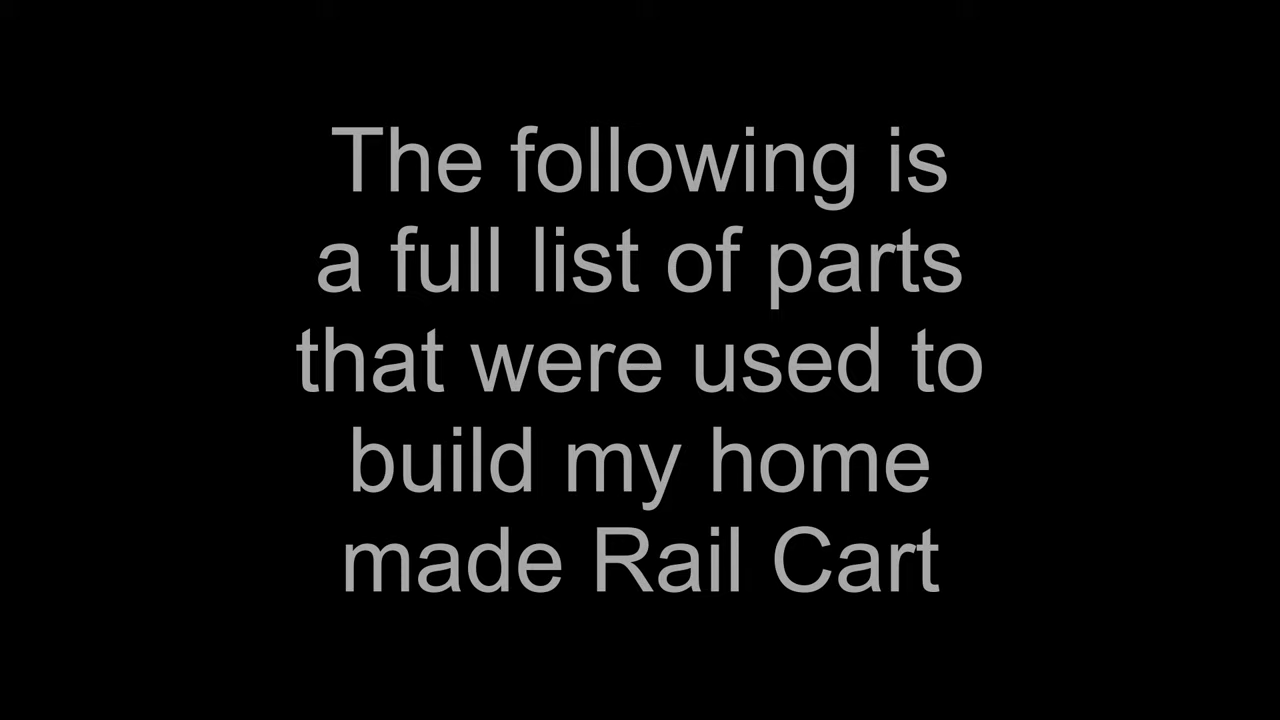 The following is
a full list of parts
that were used to
build my home
made Rail Cart